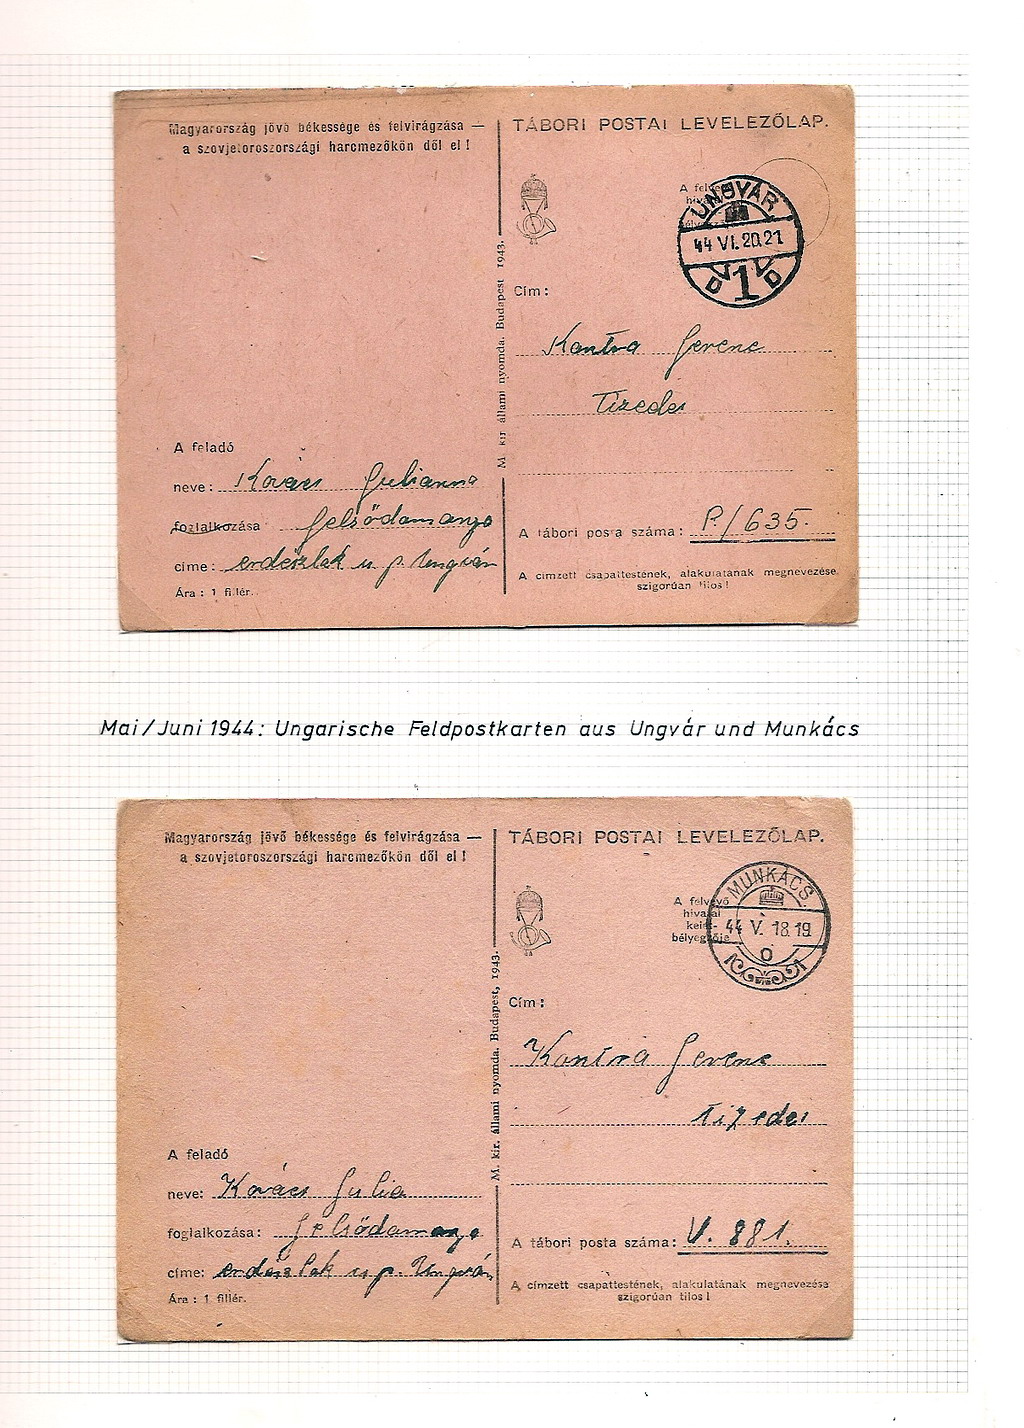 Magyarország jövő békessége és felvirágzása —
a szovjetoroszországi harcmezőkön dől el !
A feladó
neve: Kovács Julianna
foglalkozása Felsődamanya
címe: erdészlak u. p. Ungvár
Ára : 1 fillér.
M. kir. állami nyomda. Budapest 1943.
TÁBORI POSTAI LEVELEZŐLAP.
UNGVÁR
44 VI. 20.21
D 1 D
Cím :
Kontra Ferenc
Tizedes
A tábori posta száma : P./635.
A címzett csapattestének, alakulatának megnevezése
szigorúan tilos !
Mai/Juni 1944: Ungarische Feldpostkarten aus Ungvár und Munkács
Magyarország jövő békessége és felvirágzása —
a szovjetoroszországi harcmezőkön dől el !
A feladó
neve: Kovács Julia
foglalkozása: Felsődamanya
címe: erdészlak u. p. Ungvár
Ára : 1 fillér.
M. kir. állami nyomda. Budapest, 1943.
TÁBORI POSTAI LEVELEZŐLAP.
A felvevő
hivatal
kelet-
bélyegzője
MUNKÁCS
44 V. 18.19
O
Cím :
Kontra Ferenc
tizedes
A tábori posta száma: V. 881.
A címzett csapattestének, alakulatának megnevezése
szigorúan tilos !